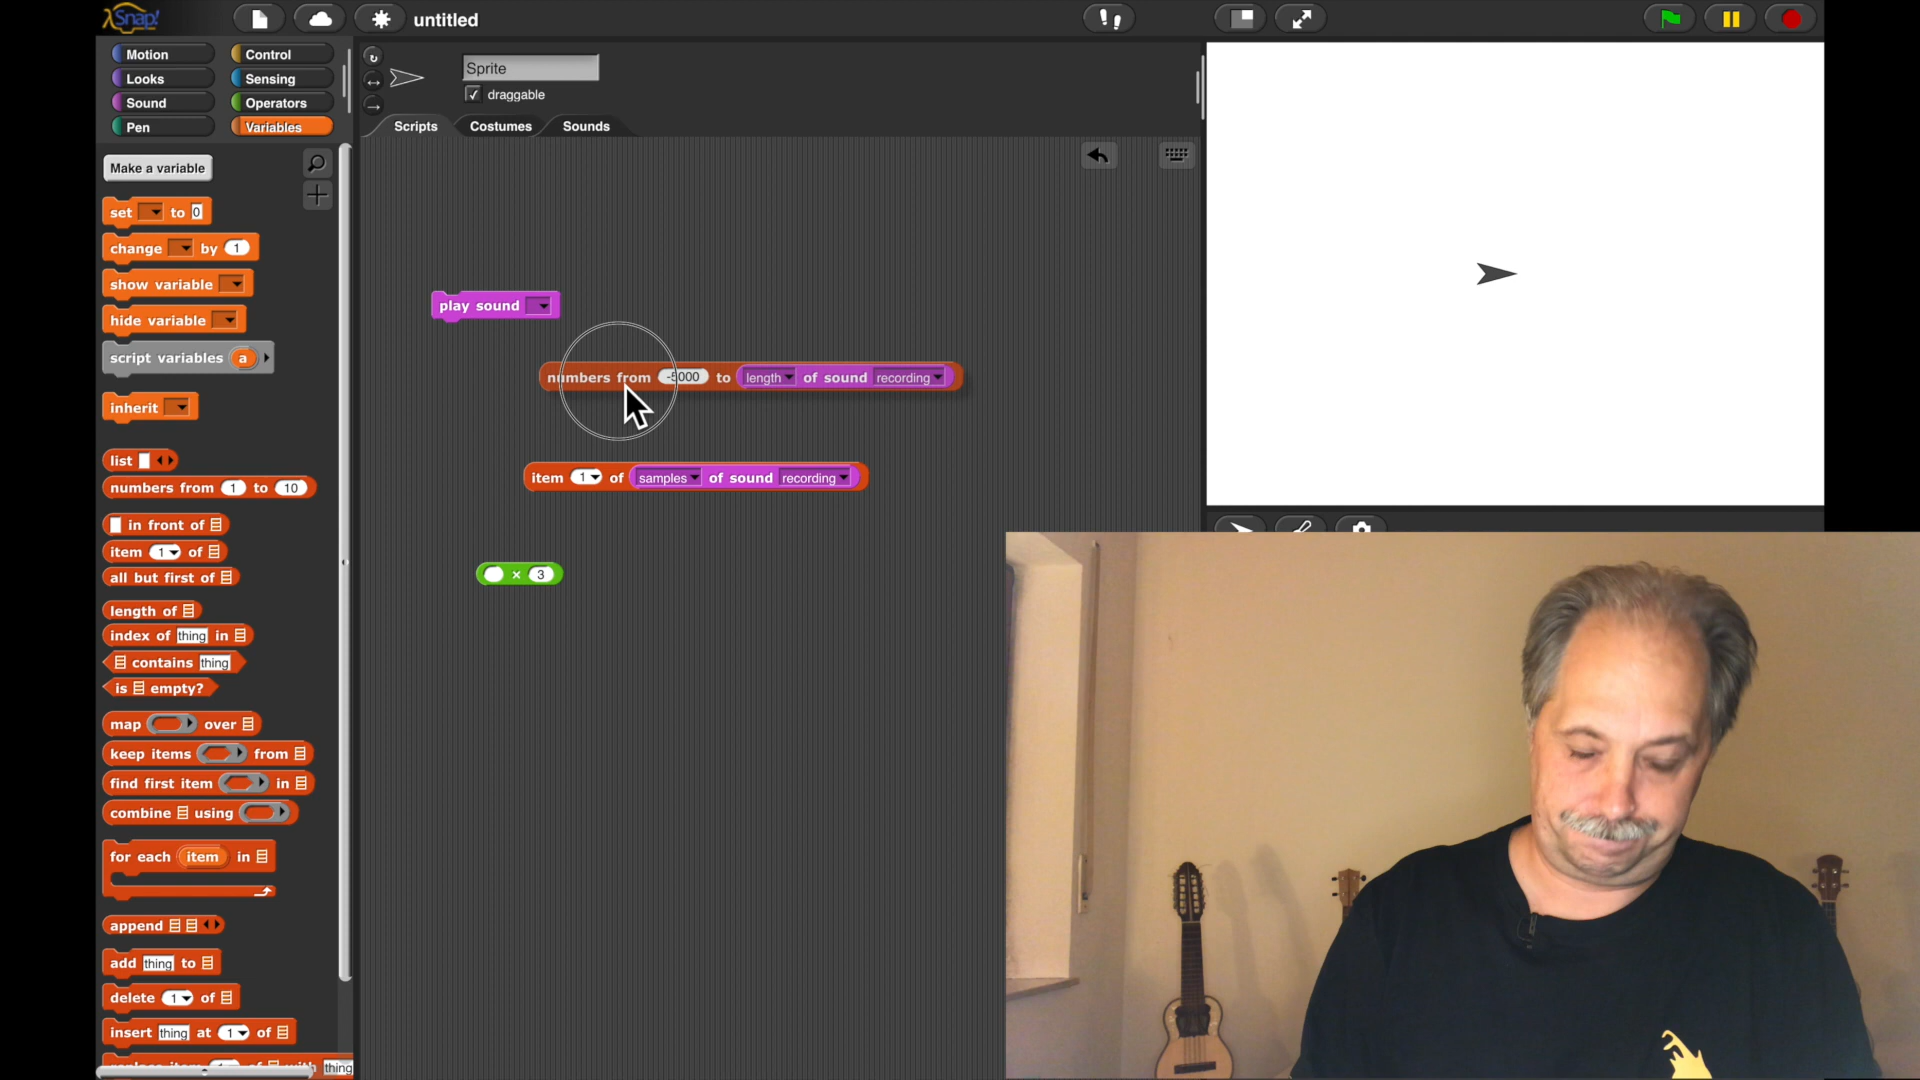 Snap!
untitled
Motion
Control
Looks
Sensing
Sound
Operators
Pen
Variables
Sprite
draggable
Scripts
Costumes
Sounds
Make a variable
set to 0
change by 1
show variable
hide variable
script variables a
inherit
list
numbers from 1 to 10
in front of
item 1 of
all but first of
length of
index of thing in
contains thing
is empty?
map over
keep items from
find first item in
combine using
for each item in
append
add thing to
delete 1 of
insert thing at 1 of
with thing
play sound
numbers from -5000 to length of sound recording
item 1 of samples of sound recording
× 3